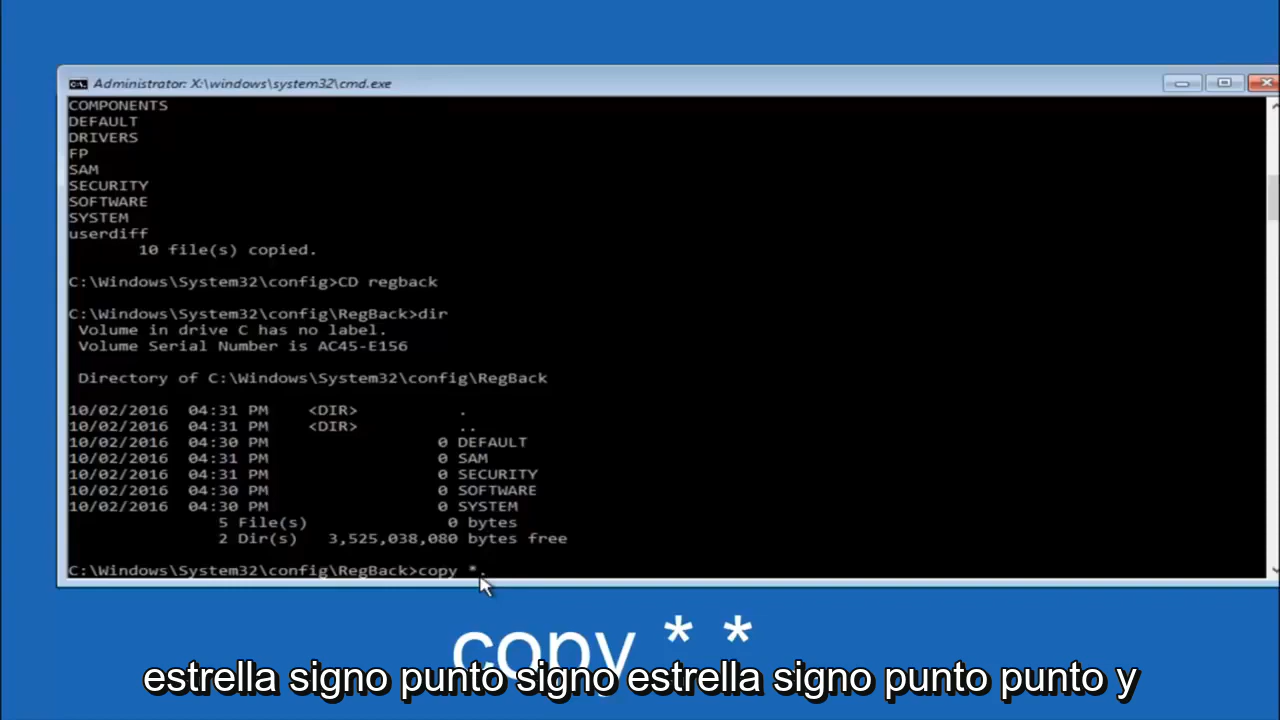 Administrator: X:\windows\system32\cmd.exe
COMPONENTS
DEFAULT
DRIVERS
FP
SAM
SECURITY
SOFTWARE
SYSTEM
userdiff
10 file(s) copied.
C:\Windows\System32\config>CD regback
C:\Windows\System32\config\RegBack>dir
Volume in drive C has no label.
Volume Serial Number is AC45-E156
Directory of C:\Windows\System32\config\RegBack
10/02/2016 04:31 PM <DIR> .
10/02/2016 04:31 PM <DIR> ..
10/02/2016 04:30 PM 0 DEFAULT
10/02/2016 04:31 PM 0 SAM
10/02/2016 04:31 PM 0 SECURITY
10/02/2016 04:30 PM 0 SOFTWARE
10/02/2016 04:30 PM 0 SYSTEM
5 File(s) 0 bytes
2 Dir(s) 3,525,038,080 bytes free
C:\Windows\System32\config\RegBack>copy *.
copy * *
estrella signo punto signo estrella signo punto punto y